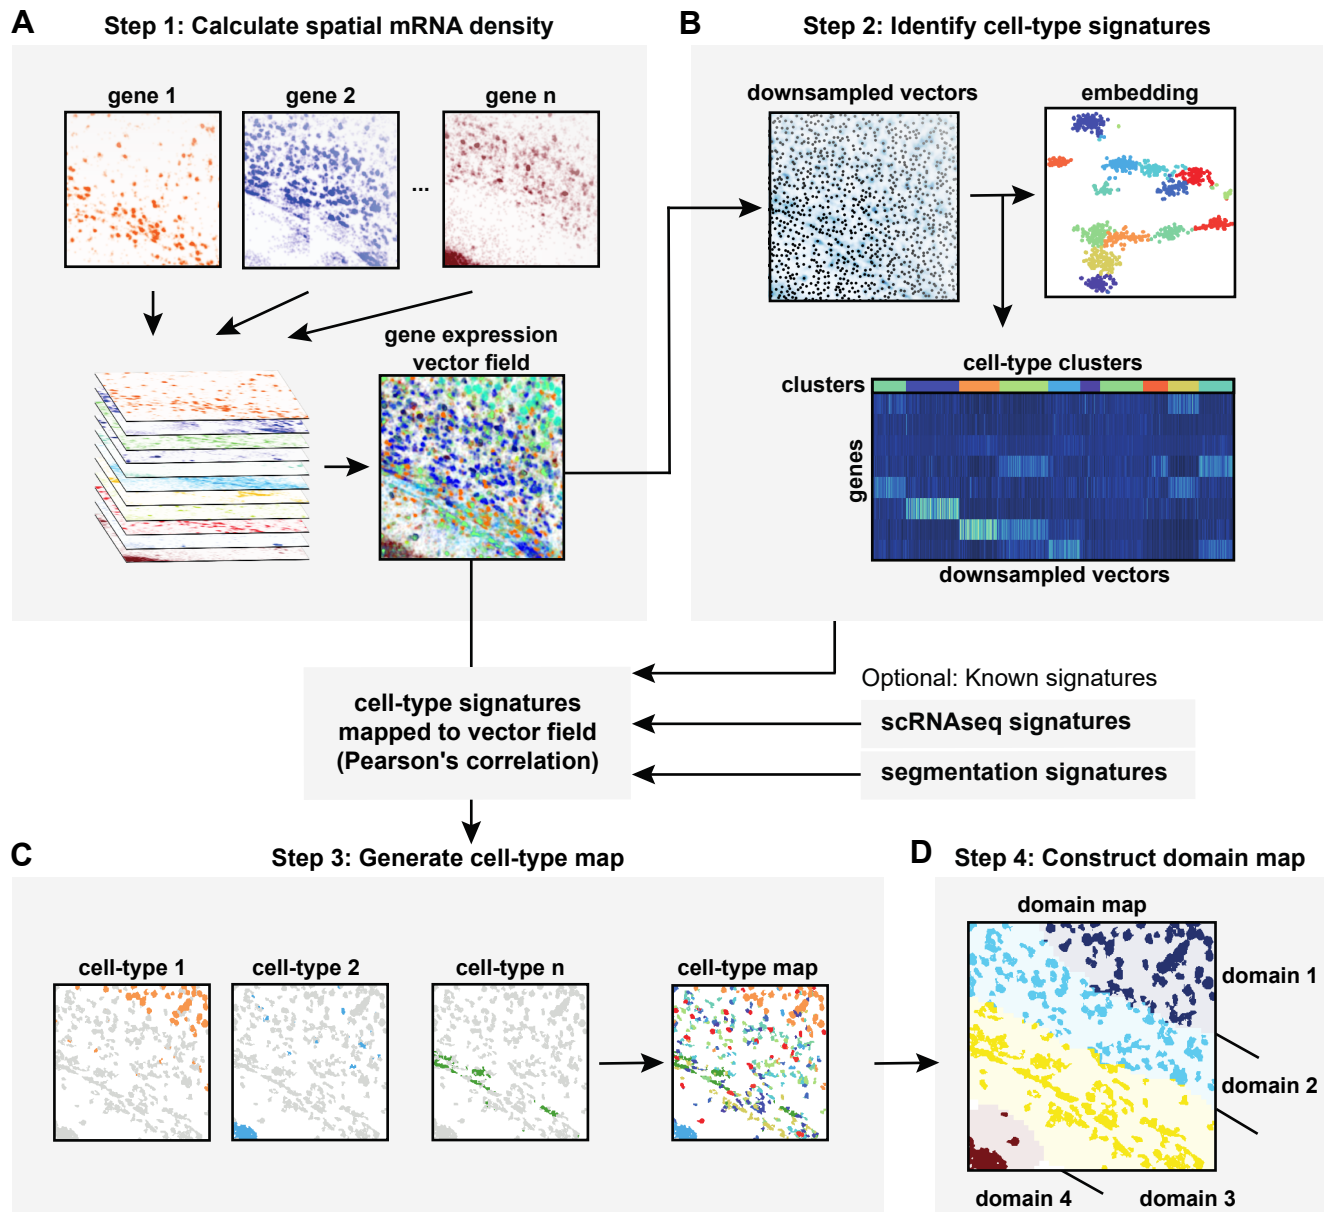 A
Step 1: Calculate spatial mRNA density
gene 1
gene 2
gene n
...
gene expression
vector field
B
Step 2: Identify cell-type signatures
downsampled vectors
embedding
cell-type clusters
clusters
genes
downsampled vectors
cell-type signatures
mapped to vector field
(Pearson's correlation)
Optional: Known signatures
scRNAseq signatures
segmentation signatures
C
Step 3: Generate cell-type map
cell-type 1
cell-type 2
cell-type n
cell-type map
D
Step 4: Construct domain map
domain map
domain 1
domain 2
domain 4
domain 3